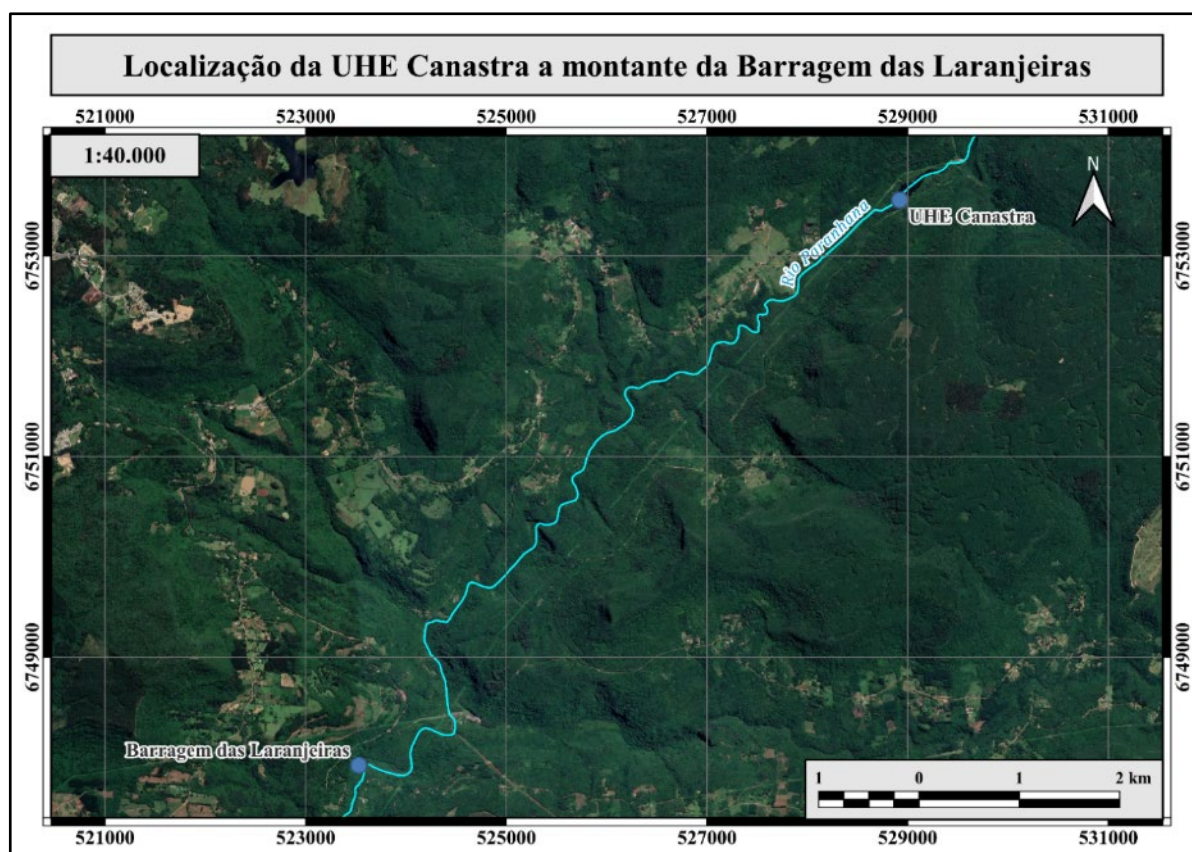 Localização da UHE Canastra a montante da Barragem das Laranjeiras
521000 523000 525000 527000 529000 531000
1:40.000
N
UHE Canastra
Rio Paranhana
6753000 6753000
6751000 6751000
6749000 6749000
Barragem das Laranjeiras
1 0 1 2 km
521000 523000 525000 527000 529000 531000